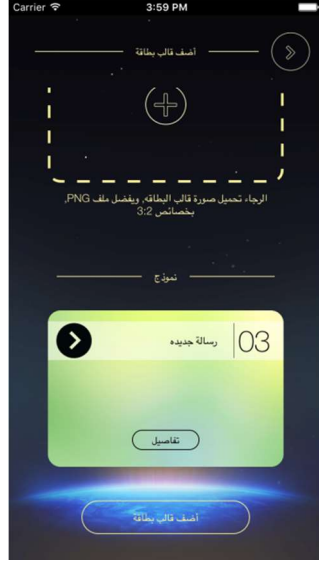 Carrier 3:59 PM
أضف قالب بطاقة
الرجاء تحميل صورة قالب البطاقه, ويفضل ملف PNG,
بخصائص 3:2
نموذج
03 رسالة جديده
تفاصيل
أضف قالب بطاقة